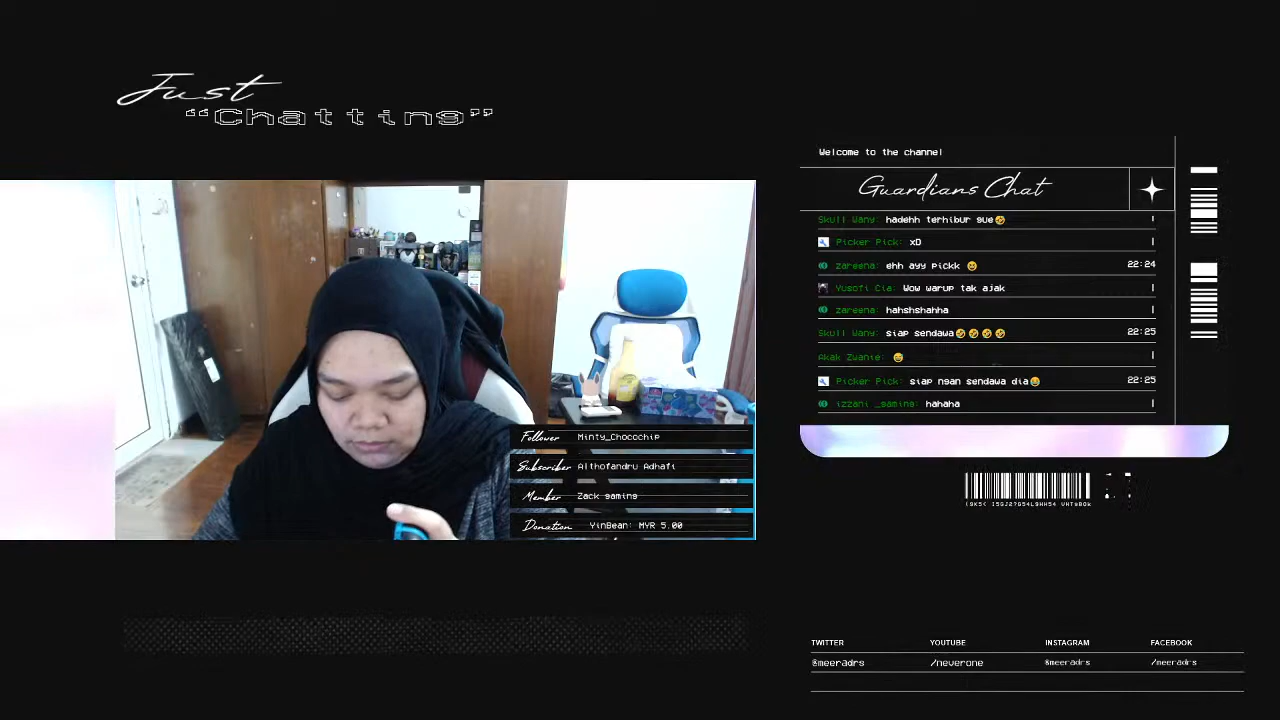 Just
“Chatting”
Welcome to the channel
Guardians Chat
Skull Wany: hadehh terhibur sue🤣
Picker Pick: xD
zareena: ehh ayy pickk 😆 22:24
Yusofi Cia: Wow warup tak ajak
zareena: hahshshahha
Skull Wany: siap sendawa🤣🤣🤣🤣 22:25
Akak Zwanie: 😅
Picker Pick: siap ngan sendawa dia😂 22:25
izzani _gaming: hahaha
Follower Minty_Chocochip
Subscriber Althofandru Adhafi
Member Zack gaming
Donation YinBean: MYR 5.00
TWITTER YOUTUBE INSTAGRAM FACEBOOK
@meeradrs /neverone @meeradrs /meeradrs